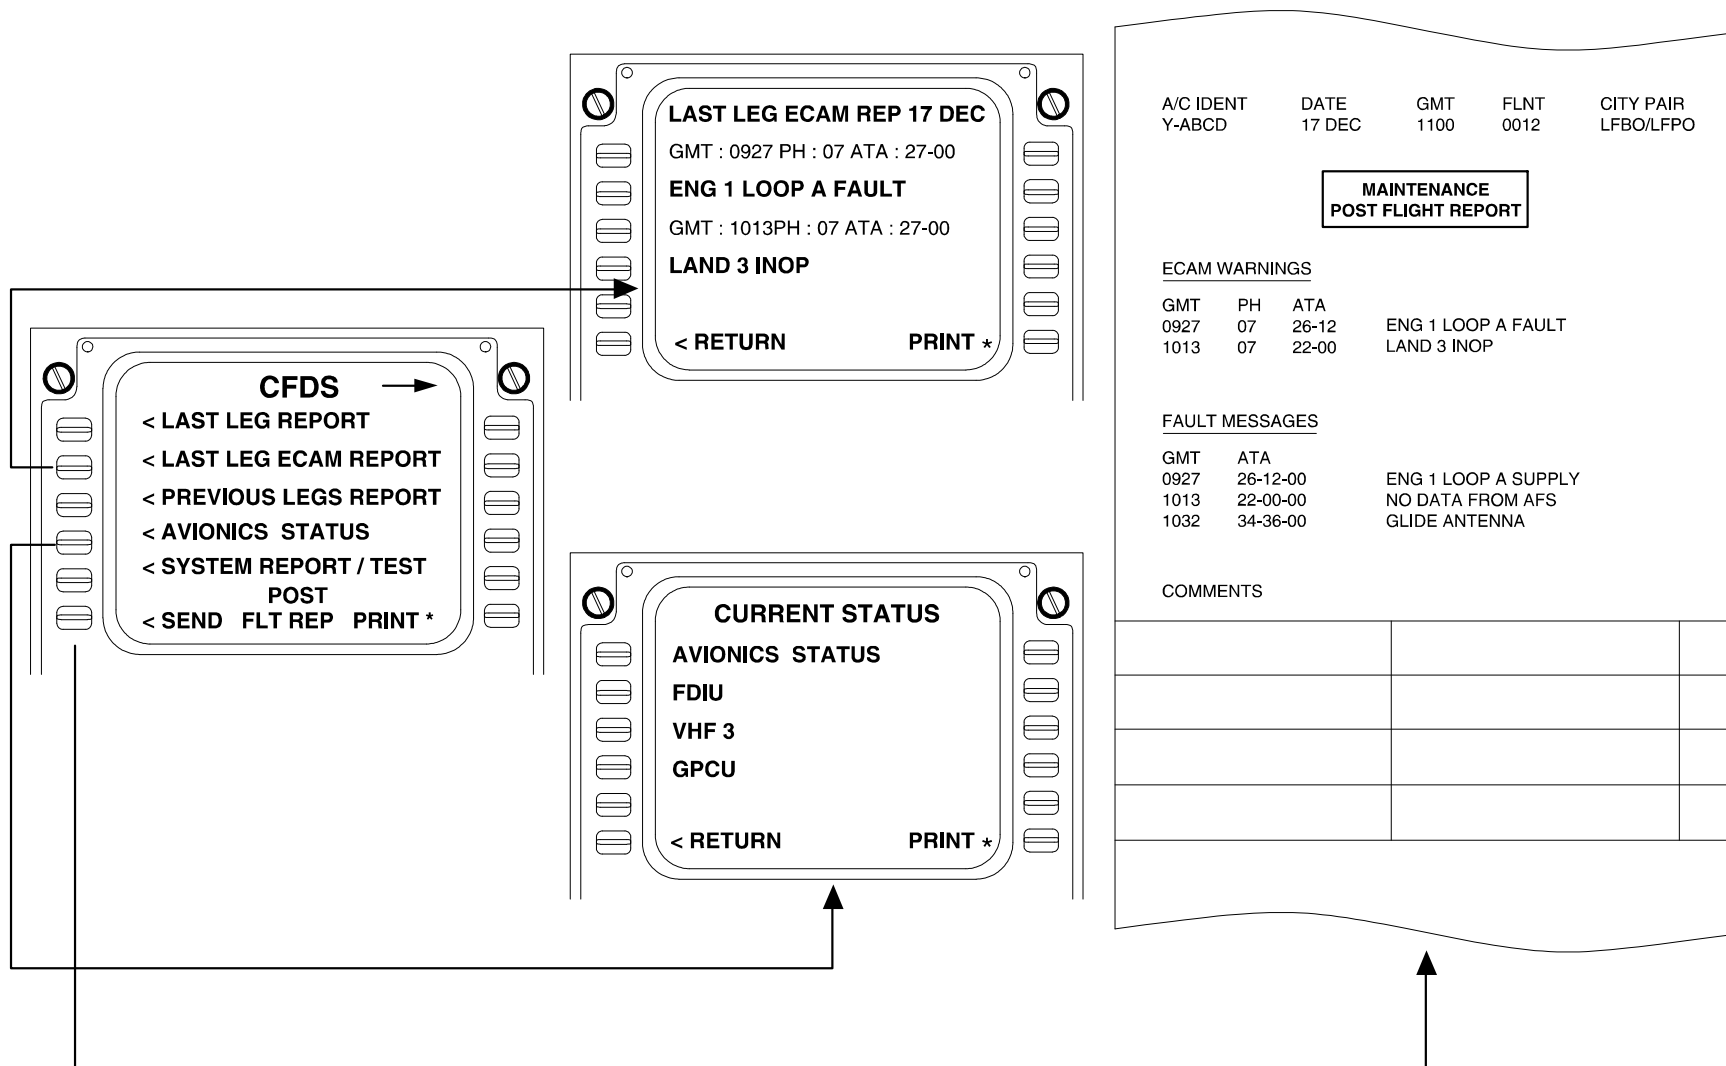 LAST LEG ECAM REP 17 DEC
GMT : 0927 PH : 07 ATA : 27-00
ENG 1 LOOP A FAULT
GMT : 1013PH : 07 ATA : 27-00
LAND 3 INOP
< RETURN PRINT *
CFDS
< LAST LEG REPORT
< LAST LEG ECAM REPORT
< PREVIOUS LEGS REPORT
< AVIONICS STATUS
< SYSTEM REPORT / TEST
POST
< SEND FLT REP PRINT *
CURRENT STATUS
AVIONICS STATUS
FDIU
VHF 3
GPCU
< RETURN PRINT *
A/C IDENT DATE GMT FLNT CITY PAIR
Y-ABCD 17 DEC 1100 0012 LFBO/LFPO
MAINTENANCE
POST FLIGHT REPORT
ECAM WARNINGS
GMT PH ATA
0927 07 26-12 ENG 1 LOOP A FAULT
1013 07 22-00 LAND 3 INOP
FAULT MESSAGES
GMT ATA
0927 26-12-00 ENG 1 LOOP A SUPPLY
1013 22-00-00 NO DATA FROM AFS
1032 34-36-00 GLIDE ANTENNA
COMMENTS